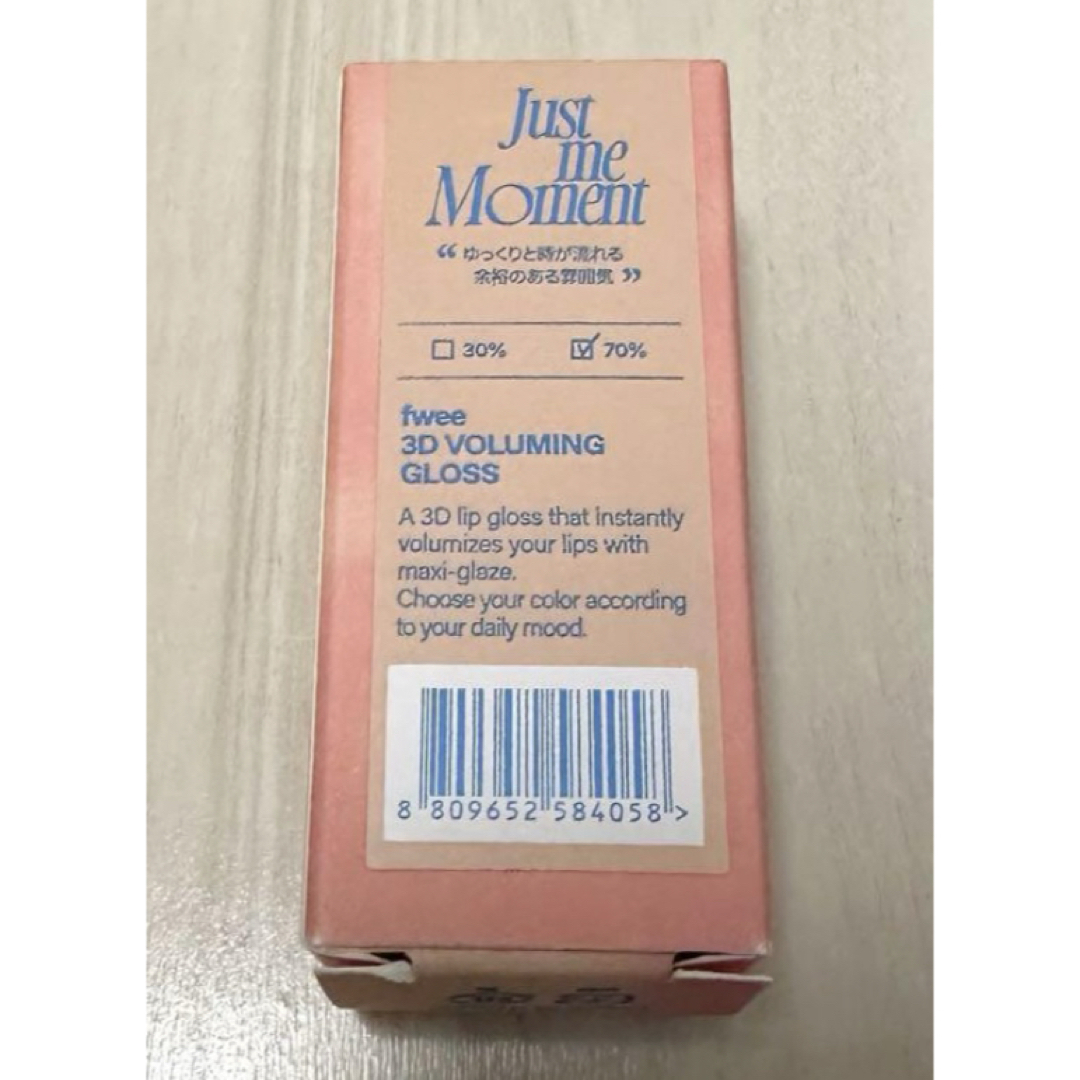 Just
me
Moment
“ ゆっくりと時が流れる
余裕のある雰囲気 ”
30% 70%
fwee
3D VOLUMING
GLOSS
A 3D lip gloss that instantly
volumizes your lips with
maxi-glaze.
Choose your color according
to your daily mood.
8 809652 584058 >